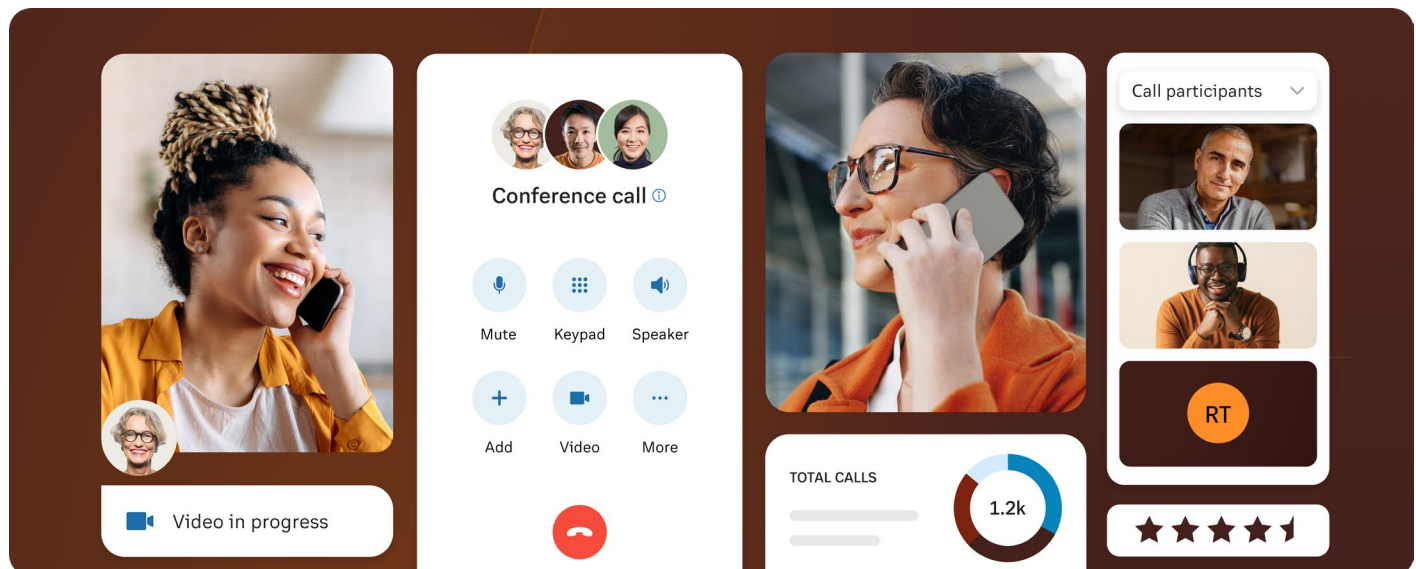 Video in progress
Conference call
Mute Keypad Speaker
Add Video More
TOTAL CALLS
1.2k
Call participants
RT